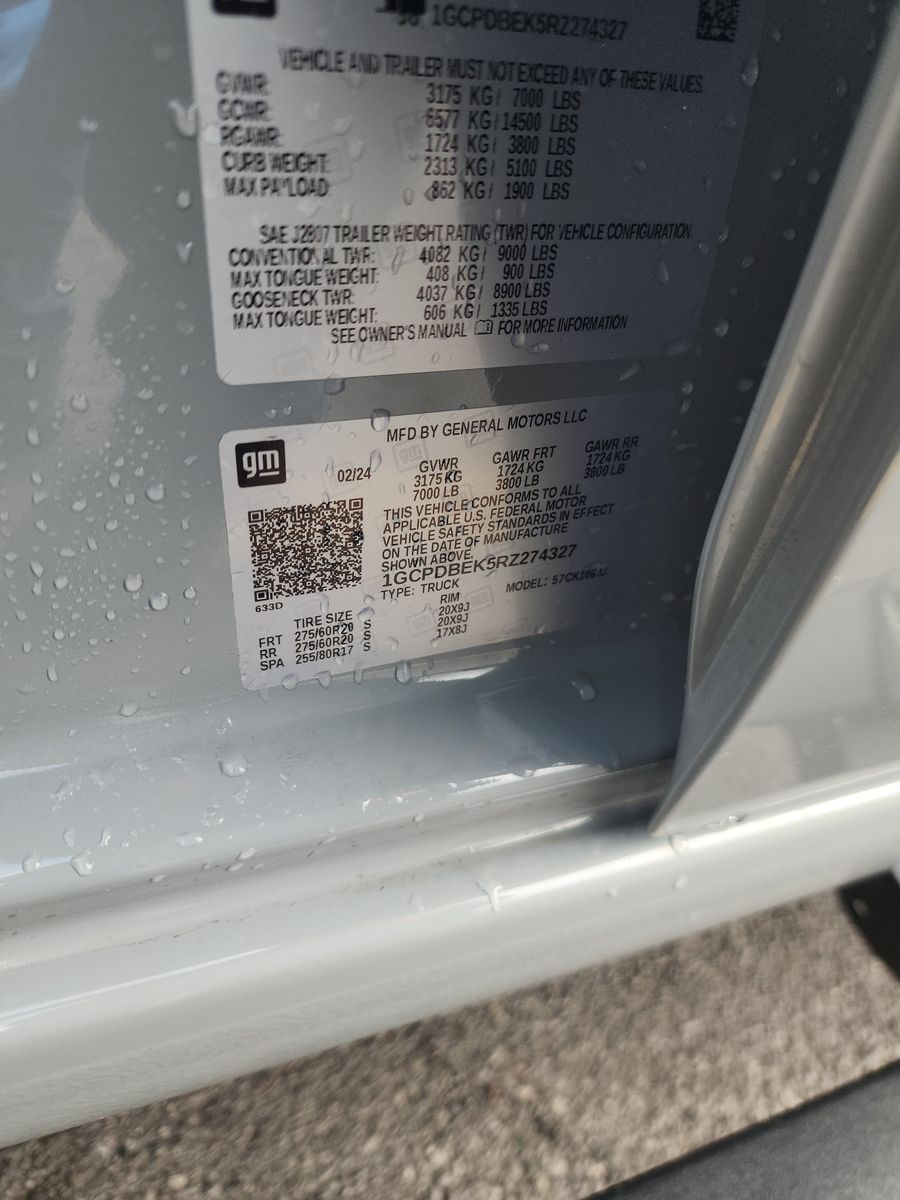 1GCPDBEK5RZ274327
VEHICLE AND TRAILER MUST NOT EXCEED ANY OF THESE VALUES.
GVWR: 3175 KG / 7000 LBS
GCWR: 6577 KG / 14500 LBS
RGAWR: 1724 KG / 3800 LBS
CURB WEIGHT: 2313 KG / 5100 LBS
MAX PAYLOAD: 862 KG / 1900 LBS
SAE J2807 TRAILER WEIGHT RATING (TWR) FOR VEHICLE CONFIGURATION.
CONVENTIONAL TWR: 4082 KG / 9000 LBS
MAX TONGUE WEIGHT: 408 KG / 900 LBS
GOOSENECK TWR: 4037 KG / 8900 LBS
MAX TONGUE WEIGHT: 606 KG / 1335 LBS
SEE OWNER'S MANUAL FOR MORE INFORMATION
gm
MFD BY GENERAL MOTORS LLC
02/24 GVWR GAWR FRT GAWR RR
3175 KG 1724 KG 1724 KG
7000 LB 3800 LB 3800 LB
THIS VEHICLE CONFORMS TO ALL
APPLICABLE U.S. FEDERAL MOTOR
VEHICLE SAFETY STANDARDS IN EFFECT
ON THE DATE OF MANUFACTURE
SHOWN ABOVE.
1GCPDBEK5RZ274327
TYPE: TRUCK MODEL:
633D
TIRE SIZE RIM
FRT 275/60R20 S 20X9J
RR 275/60R20 S 20X9J
SPA 255/80R17 S 17X8J